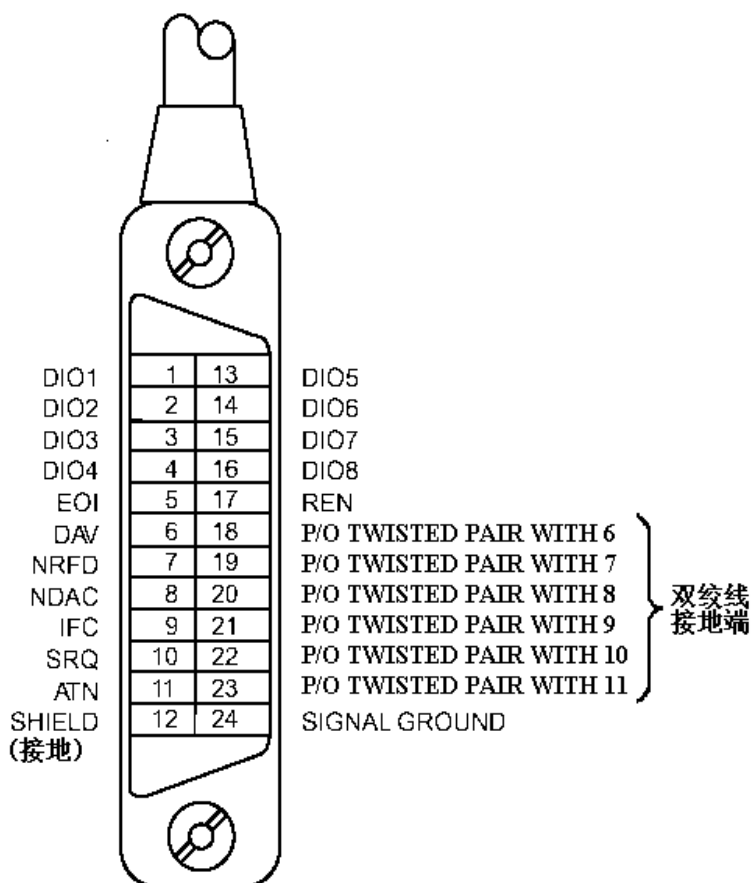 DIO1 1 13 DIO5
DIO2 2 14 DIO6
DIO3 3 15 DIO7
DIO4 4 16 DIO8
EOI 5 17 REN
DAV 6 18 P/O TWISTED PAIR WITH 6
NRFD 7 19 P/O TWISTED PAIR WITH 7
NDAC 8 20 P/O TWISTED PAIR WITH 8
IFC 9 21 P/O TWISTED PAIR WITH 9
SRQ 10 22 P/O TWISTED PAIR WITH 10
ATN 11 23 P/O TWISTED PAIR WITH 11
双绞线
接地端
SHIELD 12 24 SIGNAL GROUND
(接地)